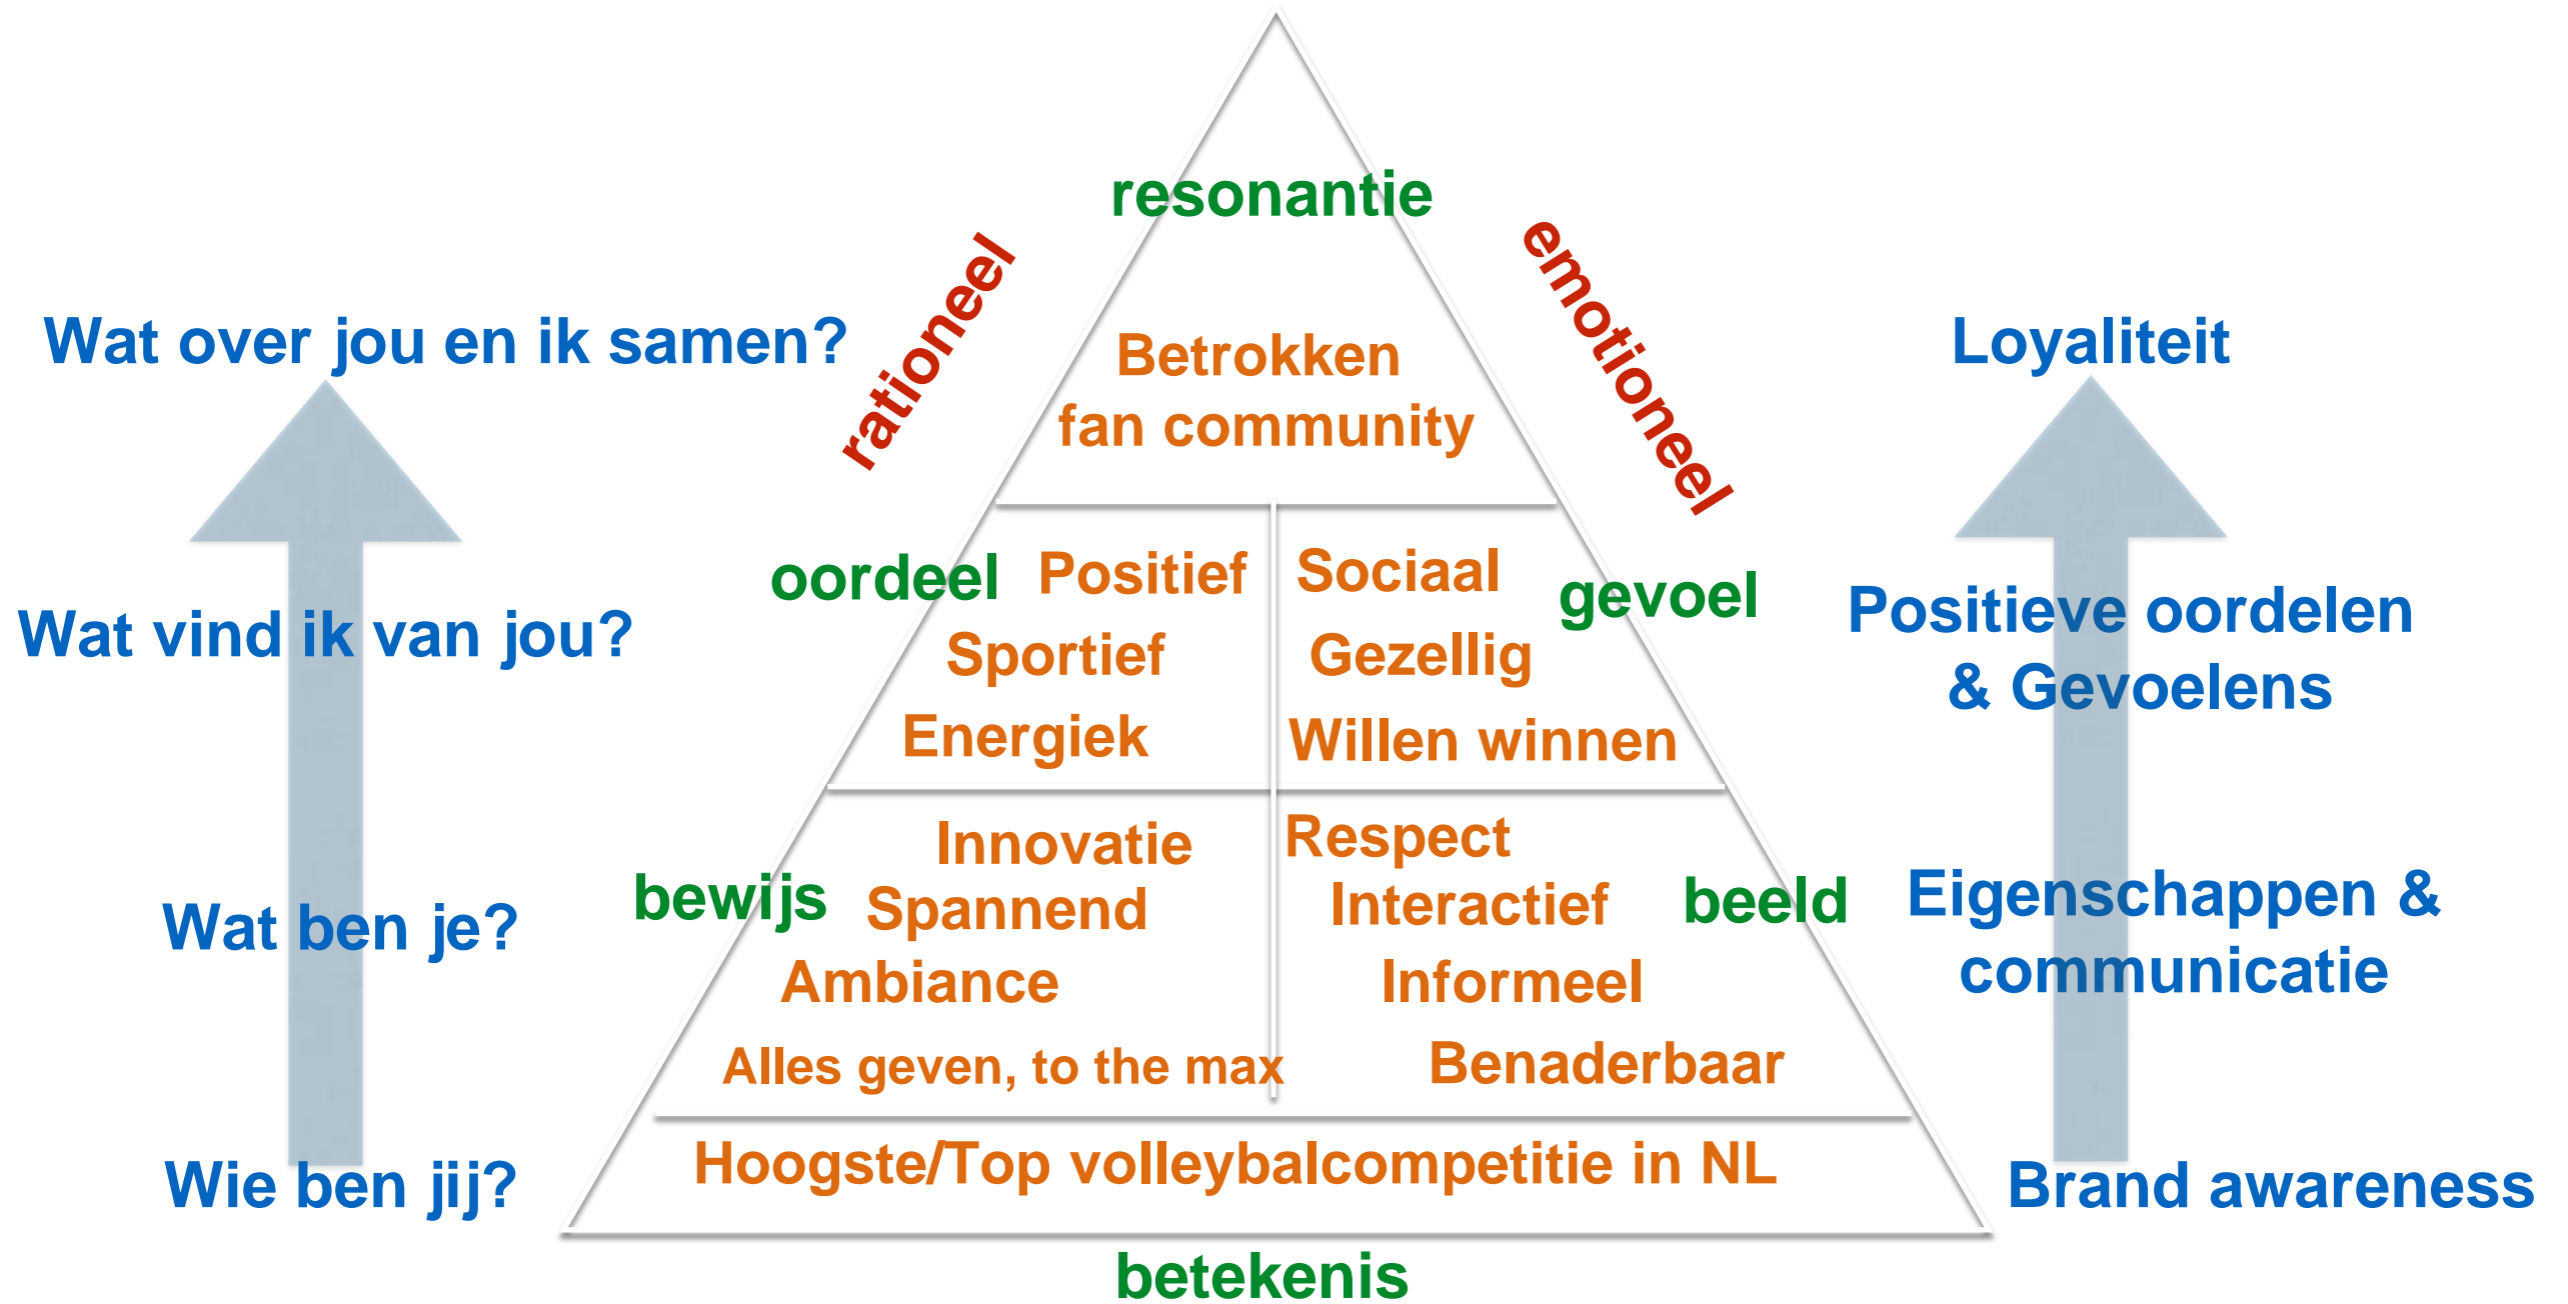 resonantie
rationeel
emotioneel
Wat over jou en ik samen?
Betrokken
fan community
Loyaliteit
oordeel
Positief
Sociaal
gevoel
Wat vind ik van jou?
Sportief
Gezellig
Positieve oordelen
& Gevoelens
Energiek
Willen winnen
Innovatie
Respect
bewijs
Spannend
Interactief
beeld
Wat ben je?
Eigenschappen &
communicatie
Ambiance
Informeel
Alles geven, to the max
Benaderbaar
Wie ben jij?
Hoogste/Top volleybalcompetitie in NL
Brand awareness
betekenis